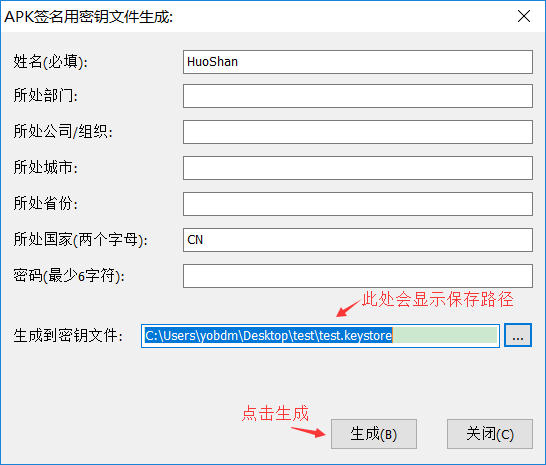 APK签名用密钥文件生成:
姓名(必填): HuoShan
所处部门:
所处公司/组织:
所处城市:
所处省份:
所处国家(两个字母): CN
密码(最少6字符):
此处会显示保存路径
生成到密钥文件: C:\Users\yobdm\Desktop\test\test.keystore ...
点击生成
生成(B) 关闭(C)